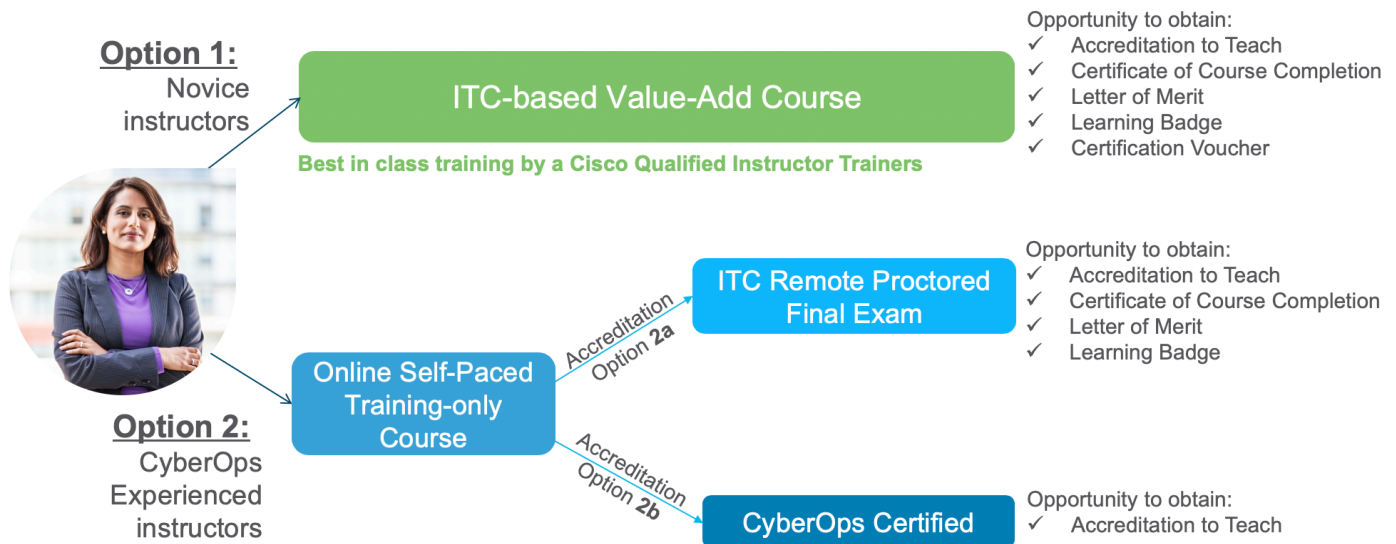 Option 1:
Novice
instructors
ITC-based Value-Add Course
Best in class training by a Cisco Qualified Instructor Trainers
Opportunity to obtain:
✓ Accreditation to Teach
✓ Certificate of Course Completion
✓ Letter of Merit
✓ Learning Badge
✓ Certification Voucher
Option 2:
CyberOps
Experienced
instructors
Online Self-Paced
Training-only
Course
Accreditation
Option 2a
ITC Remote Proctored
Final Exam
Opportunity to obtain:
✓ Accreditation to Teach
✓ Certificate of Course Completion
✓ Letter of Merit
✓ Learning Badge
Accreditation
Option 2b
CyberOps Certified
Opportunity to obtain:
✓ Accreditation to Teach